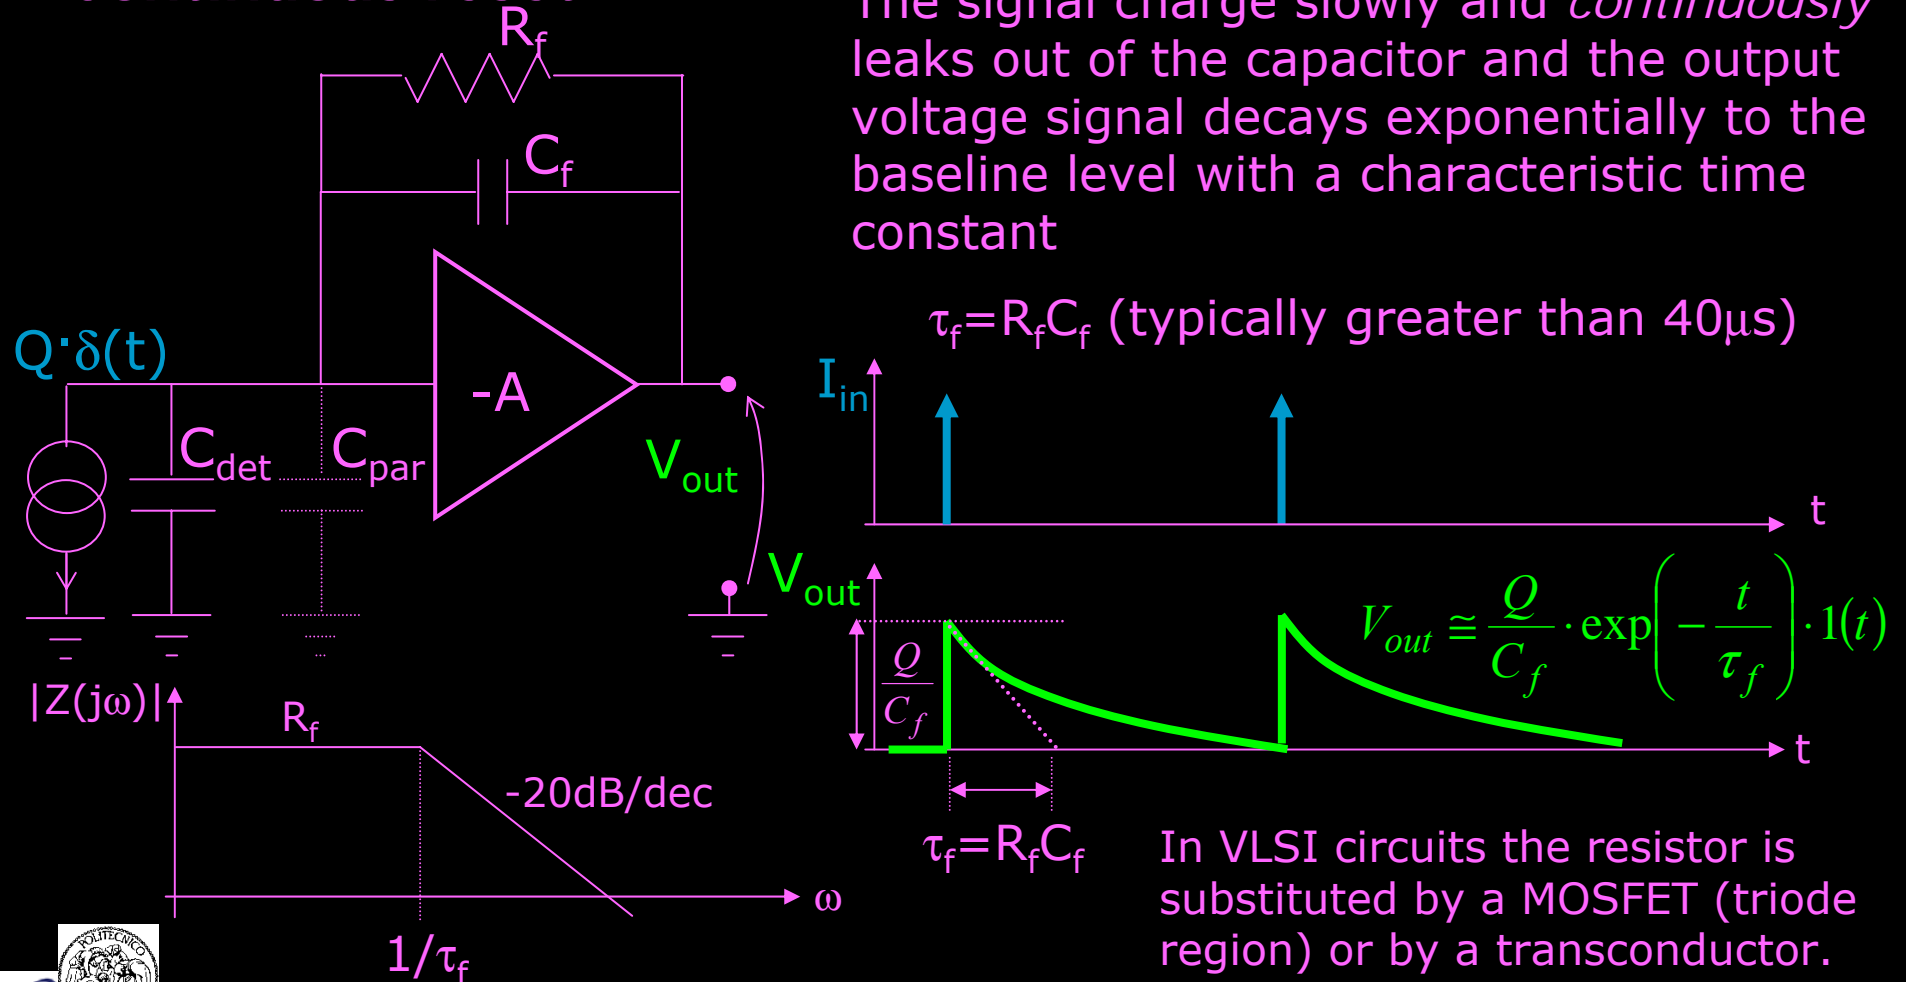 The signal charge slowly and continuously
leaks out of the capacitor and the output
voltage signal decays exponentially to the
baseline level with a characteristic time
constant
τf=RfCf (typically greater than 40μs)
Rf
Cf
Q·δ(t)
-A
Cdet
Cpar
Vout
Iin
t
Vout
Q/Cf
Vout ≅ Q/Cf · exp(− t/τf) · 1(t)
t
τf=RfCf
|Z(jω)|
Rf
-20dB/dec
ω
1/τf
In VLSI circuits the resistor is
substituted by a MOSFET (triode
region) or by a transconductor.
POLITECNICO